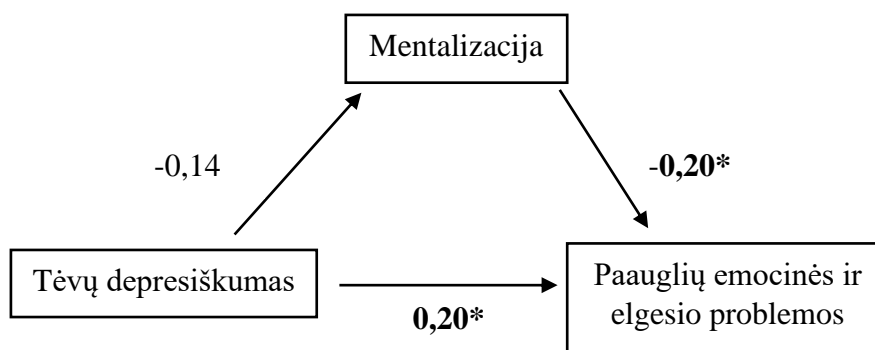 Mentalizacija
-0,14
-0,20*
Tėvų depresiškumas
Paauglių emocinės ir
elgesio problemos
0,20*